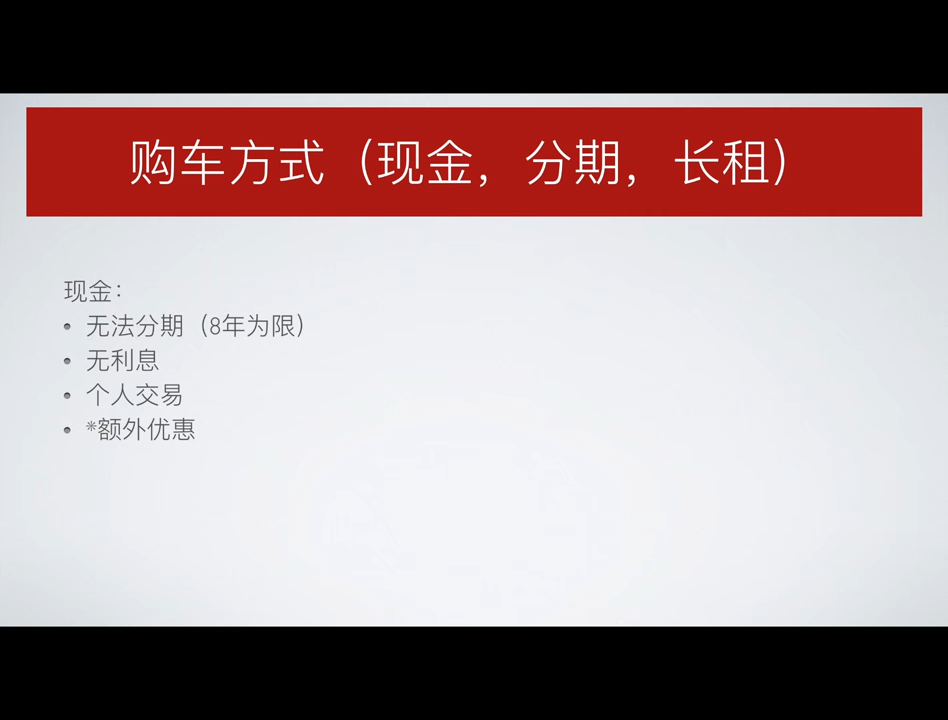 购车方式（现金，分期，长租）
现金：
• 无法分期（8年为限）
• 无利息
• 个人交易
• *额外优惠